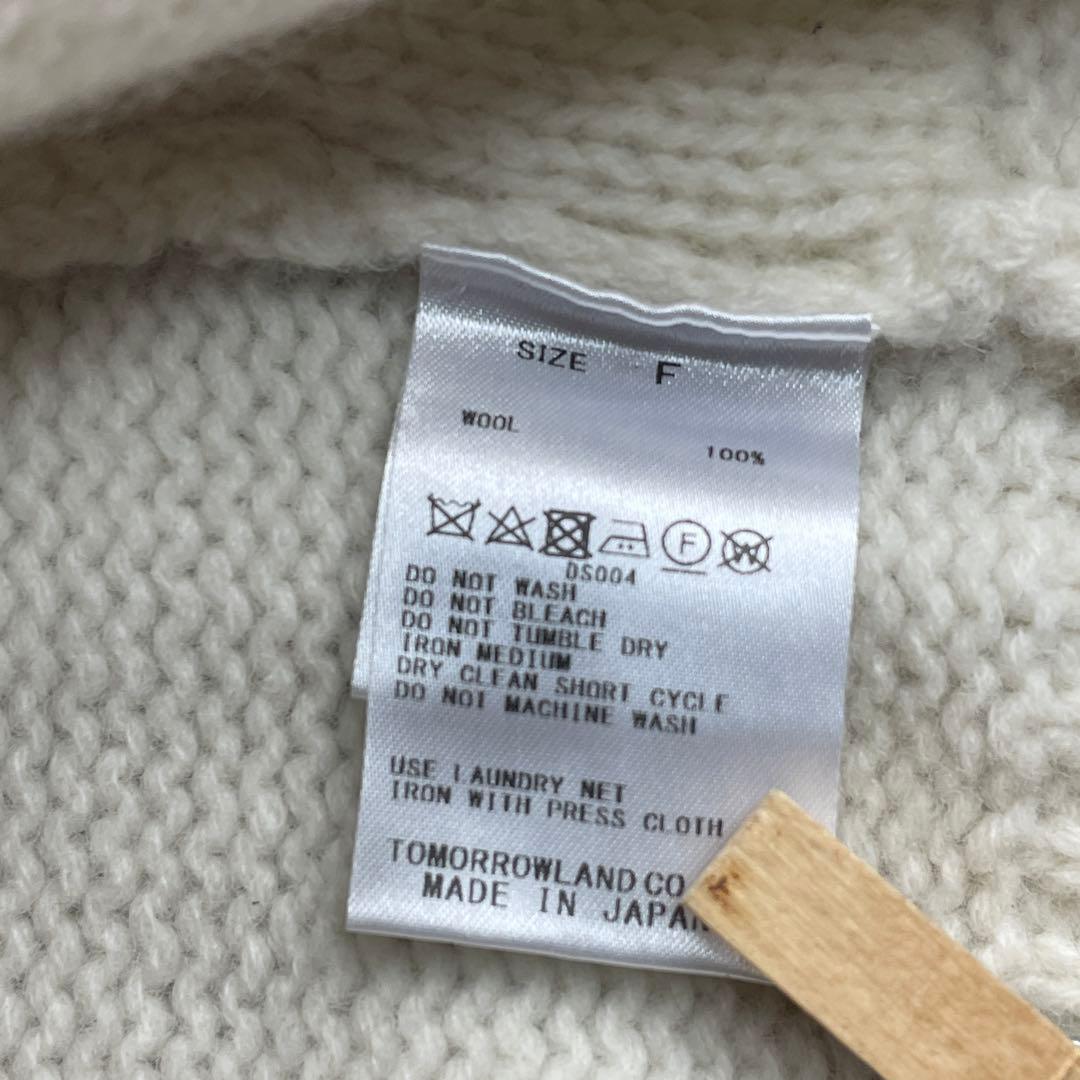 SIZE F
WOOL
100%
F W
DS004
DO NOT WASH
DO NOT BLEACH
DO NOT TUMBLE DRY
IRON MEDIUM
DRY CLEAN SHORT CYCLE
DO NOT MACHINE WASH
USE LAUNDRY NET
IRON WITH PRESS CLOTH
TOMORROWLAND CO
MADE IN JAPAN